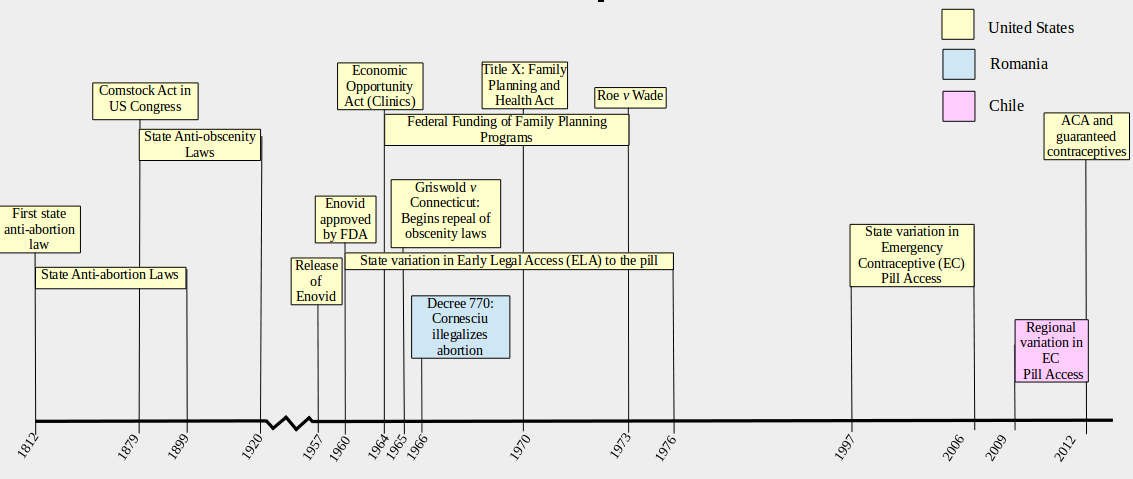 United States
Romania
Chile
Comstock Act in
US Congress
State Anti-obscenity
Laws
First state
anti-abortion
law
State Anti-abortion Laws
Economic
Opportunity
Act (Clinics)
Title X: Family
Planning and
Health Act
Roe v Wade
Federal Funding of Family Planning
Programs
Griswold v
Connecticut:
Begins repeal of
obscenity laws
Enovid
approved
by FDA
State variation in Early Legal Access (ELA) to the pill
Release
of
Enovid
Decree 770:
Cornesciu
illegalizes
abortion
ACA and
guaranteed
contraceptives
State variation in
Emergency
Contraceptive (EC)
Pill Access
Regional
variation in
EC
Pill Access
1812
1879
1899
1920
1957
1960
1964
1965
1966
1970
1973
1976
1997
2006
2009
2012